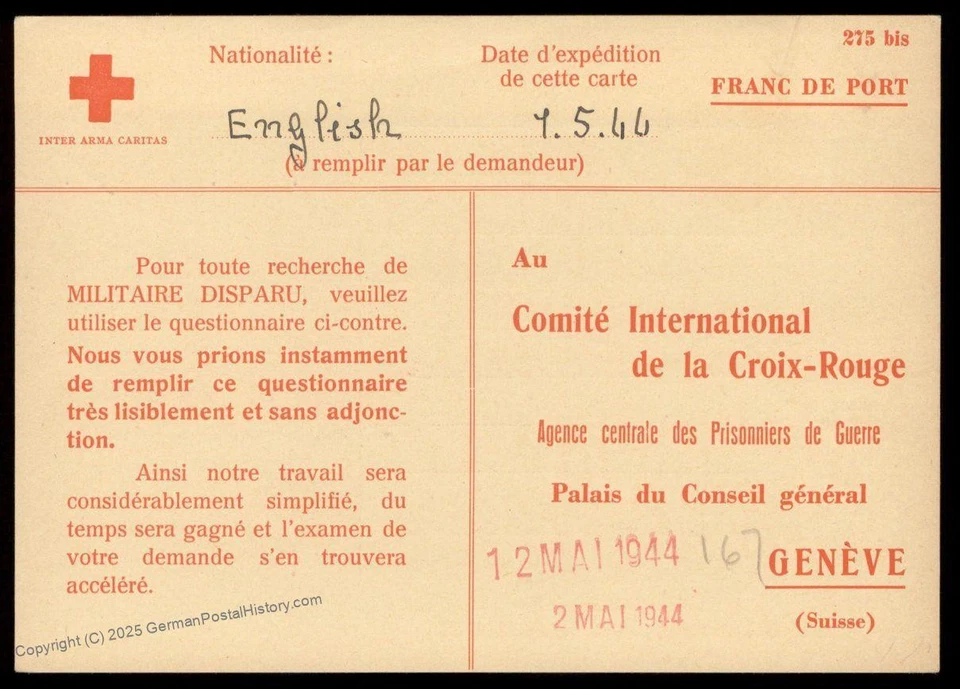 275 bis
FRANC DE PORT
INTER ARMA CARITAS
Nationalité :
Date d'expédition
de cette carte
English
1.5.44
(à remplir par le demandeur)
Pour toute recherche de
MILITAIRE DISPARU, veuillez
utiliser le questionnaire ci-contre.
Nous vous prions instamment
de remplir ce questionnaire
très lisiblement et sans adjonc-
tion.
Ainsi notre travail sera
considérablement simplifié, du
temps sera gagné et l'examen de
votre demande s'en trouvera
accéléré.
Au
Comité International
de la Croix-Rouge
Agence centrale des Prisonniers de Guerre
Palais du Conseil général
12 MAI 1944
167
GENÈVE
2 MAI 1944
(Suisse)
Copyright (C) 2025 GermanPostalHistory.com